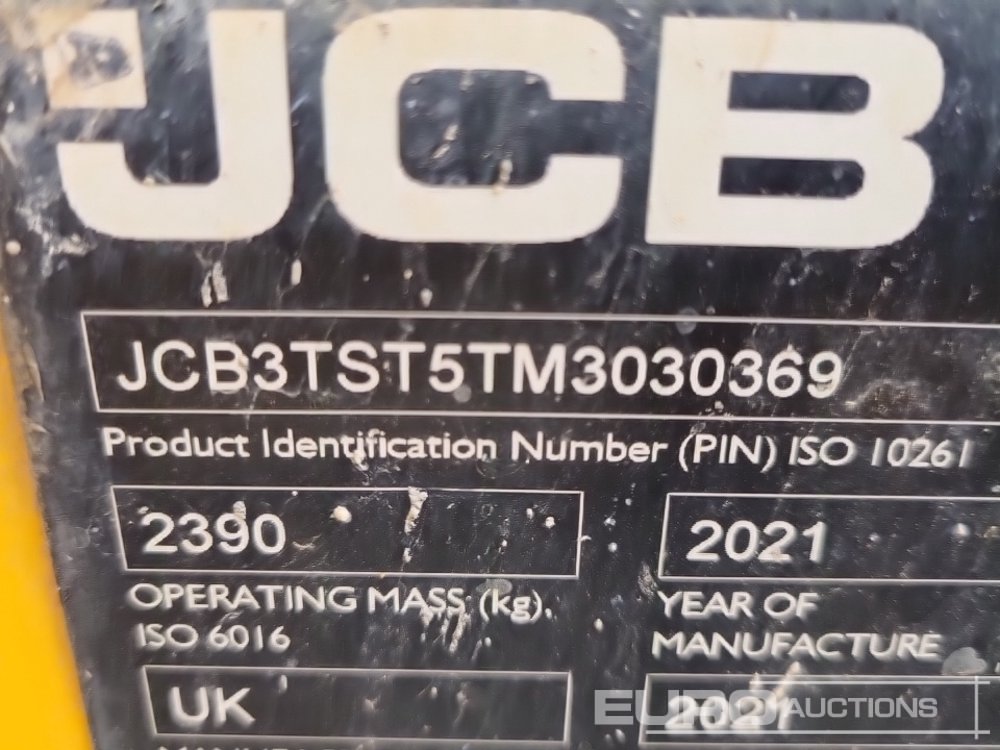 JCB
JCB3TST5TM3030369
Product Identification Number (PIN) ISO 10261
2390
2021
OPERATING MASS (kg),
ISO 6016
YEAR OF
MANUFACTURE
UK
2021
EURO AUCTIONS